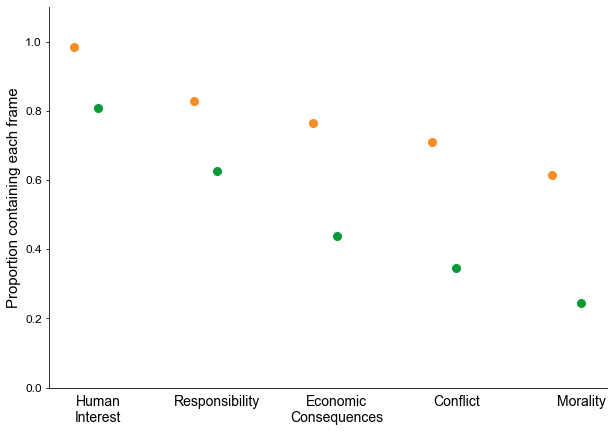 Proportion containing each frame
1.0
0.8
0.6
0.4
0.2
0.0
Human
Interest
Responsibility
Economic
Consequences
Conflict
Morality